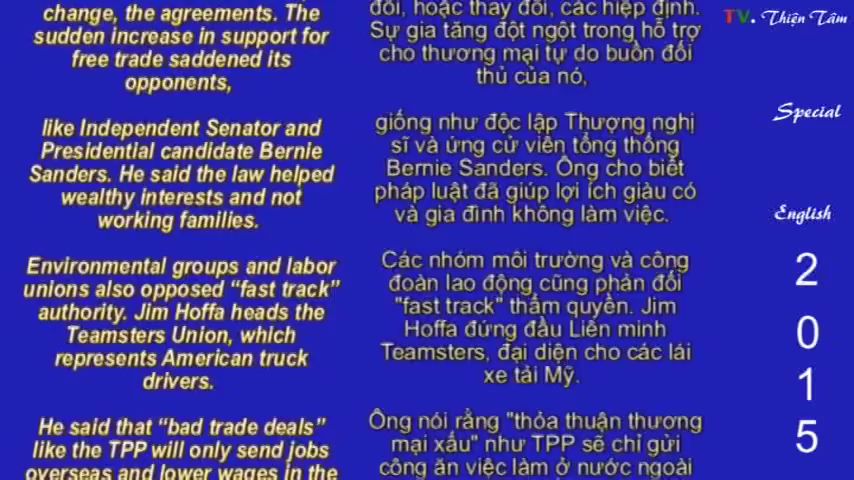 change, the agreements. The
sudden increase in support for
free trade saddened its
opponents,
like Independent Senator and
Presidential candidate Bernie
Sanders. He said the law helped
wealthy interests and not
working families.
Environmental groups and labor
unions also opposed “fast track”
authority. Jim Hoffa heads the
Teamsters Union, which
represents American truck
drivers.
He said that “bad trade deals”
like the TPP will only send jobs
overseas and lower wages in the
đổi, hoặc thay đổi, các hiệp định.
Sự gia tăng đột ngột trong hỗ trợ
cho thương mại tự do buồn đối
thủ của nó,
giống như độc lập Thượng nghị
sĩ và ứng cử viên tổng thống
Bernie Sanders. Ông cho biết
pháp luật đã giúp lợi ích giàu có
và gia đình không làm việc.
Các nhóm môi trường và công
đoàn lao động cũng phản đối
"fast track" thẩm quyền. Jim
Hoffa đứng đầu Liên minh
Teamsters, đại diện cho các lái
xe tải Mỹ.
Ông nói rằng "thỏa thuận thương
mại xấu" như TPP sẽ chỉ gửi
công ăn việc làm ở nước ngoài
TV. Thiện Tâm
Special
English
2
0
1
5